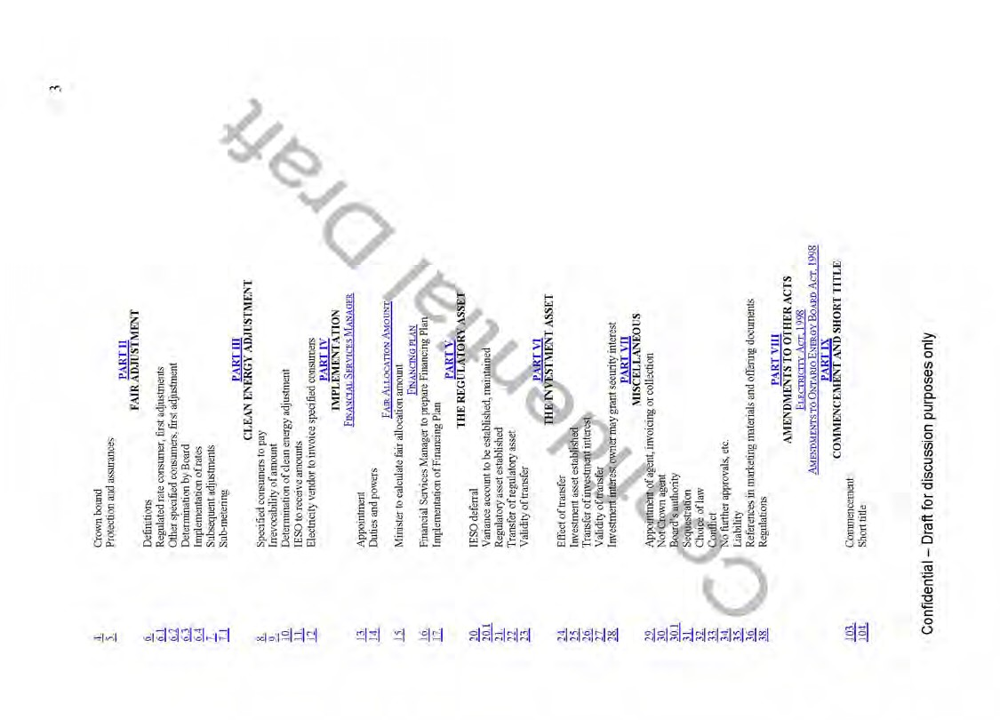 3
4. Crown bound
5. Protection and assurances
PART II
FAIR ADJUSTMENT
6. Definitions
6.1 Regulated rate consumer, first adjustments
6.2 Other specified consumers, first adjustment
6.3 Determination by Board
6.4 Implementation of rates
7. Subsequent adjustments
7.1 Sub-metering
PART III
CLEAN ENERGY ADJUSTMENT
8. Specified consumers to pay
9. Irrevocability of amount
10. Determination of clean energy adjustment
11. IESO to receive amounts
12. Electricity vendor to invoice specified consumers
PART IV
IMPLEMENTATION
FINANCIAL SERVICES MANAGER
13. Appointment
14. Duties and powers
FAIR ALLOCATION AMOUNT
15. Minister to calculate fair allocation amount
FINANCING PLAN
16. Financial Services Manager to prepare Financing Plan
17. Implementation of Financing Plan
PART V
THE REGULATORY ASSET
20. IESO deferral
20.1 Variance account to be established, maintained
21. Regulatory asset established
22. Transfer of regulatory asset
23. Validity of transfer
PART VI
THE INVESTMENT ASSET
24. Effect of transfer
25. Investment asset established
26. Transfer of investment interest
27. Validity of transfer
28. Investment interest owner may grant security interest
PART VII
MISCELLANEOUS
29. Appointment of agent, invoicing or collection
30. Not Crown agent
30.1 Board's authority
31. Sequestration
32. Choice of law
33. Conflict
34. No further approvals, etc.
35. Liability
36. References in marketing materials and offering documents
38. Regulations
PART VIII
AMENDMENTS TO OTHER ACTS
ELECTRICITY ACT, 1998
AMENDMENTS TO ONTARIO ENERGY BOARD ACT, 1998
PART IX
COMMENCEMENT AND SHORT TITLE
103. Commencement
104. Short title
Confidential Draft
Confidential – Draft for discussion purposes only